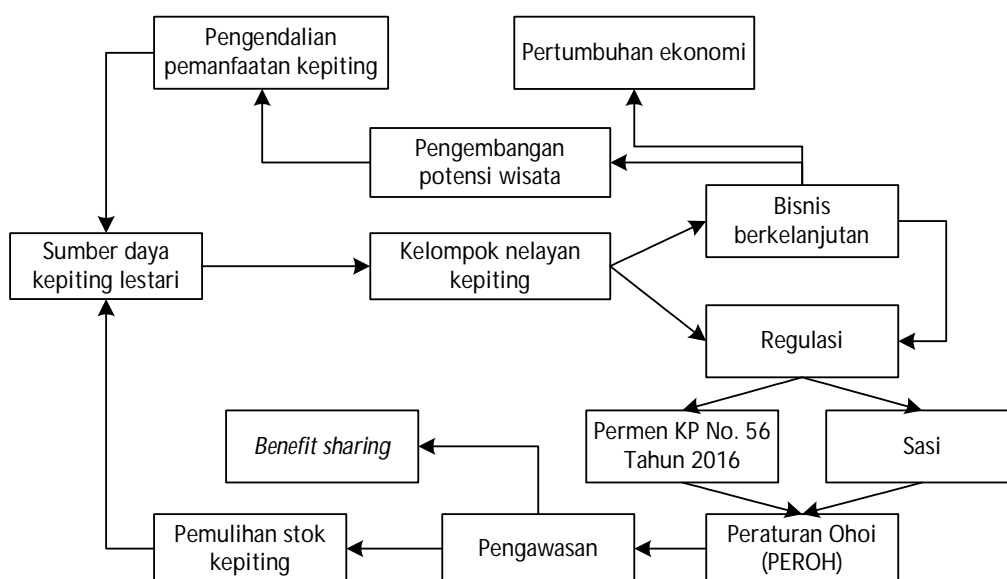 Pengendalian
pemanfaatan kepiting
Pertumbuhan ekonomi
Pengembangan
potensi wisata
Bisnis
berkelanjutan
Sumber daya
kepiting lestari
Kelompok nelayan
kepiting
Regulasi
Benefit sharing
Permen KP No. 56
Tahun 2016
Sasi
Pemulihan stok
kepiting
Pengawasan
Peraturan Ohoi
(PEROH)